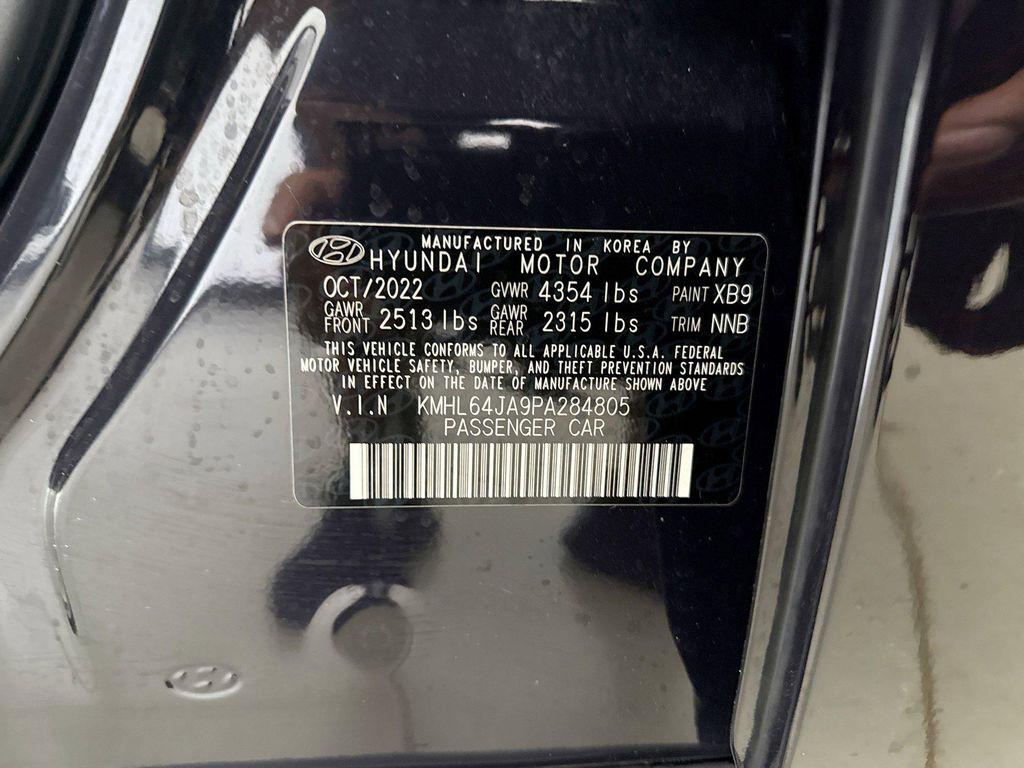 MANUFACTURED IN KOREA BY
HYUNDAI MOTOR COMPANY
OCT/2022 GVWR 4354 lbs PAINT XB9
GAWR FRONT 2513 lbs GAWR REAR 2315 lbs TRIM NNB
THIS VEHICLE CONFORMS TO ALL APPLICABLE U.S.A. FEDERAL
MOTOR VEHICLE SAFETY, BUMPER, AND THEFT PREVENTION STANDARDS
IN EFFECT ON THE DATE OF MANUFACTURE SHOWN ABOVE
V.I.N KMHL64JA9PA284805
PASSENGER CAR